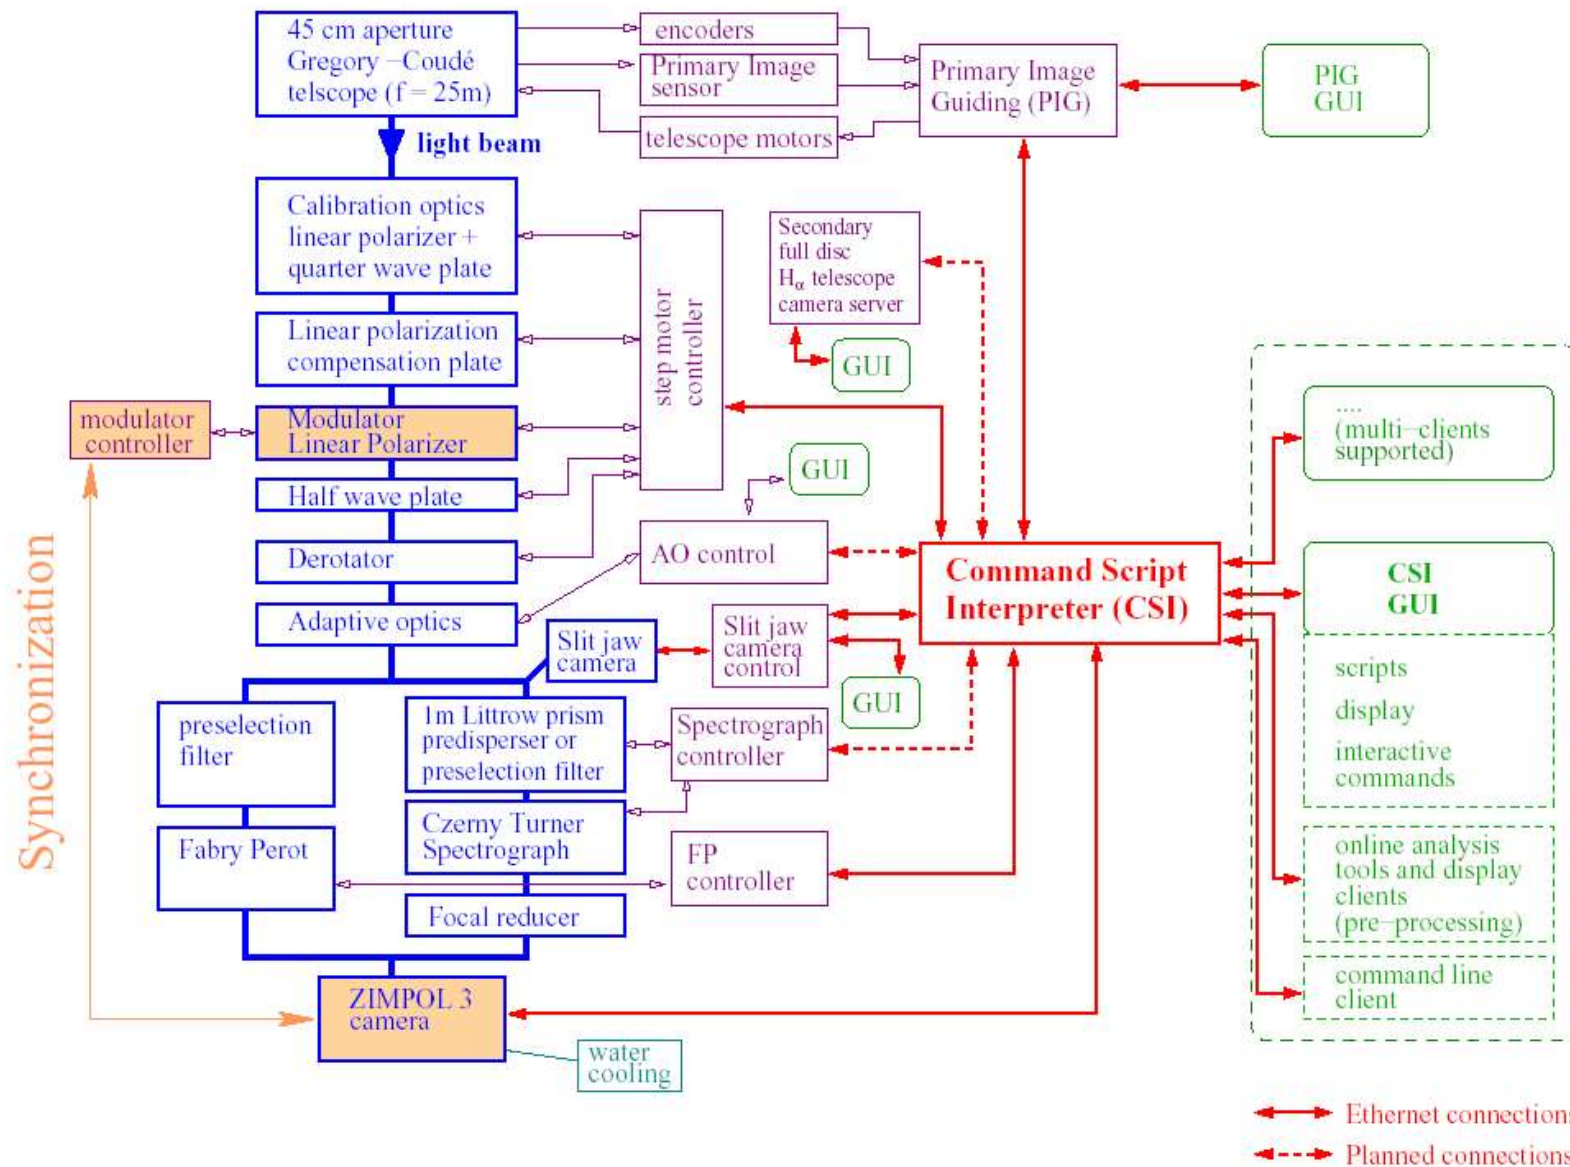 45 cm aperture
Gregory −Coudé
telscope (f = 25m)
encoders
Primary Image
sensor
telescope motors
Primary Image
Guiding (PIG)
PIG
GUI
light beam
Calibration optics
linear polarizer +
quarter wave plate
Linear polarization
compensation plate
modulator
controller
Modulator
Linear Polarizer
Half wave plate
Derotator
Adaptive optics
step motor
controller
Secondary
full disc
Hα telescope
camera server
GUI
GUI
AO control
Command Script
Interpreter (CSI)
....
(multi−clients
supported)
CSI
GUI
scripts
display
interactive
commands
online analysis
tools and display
clients
(pre−processing)
command line
client
Synchronization
Slit jaw
camera
Slit jaw
camera
control
GUI
preselection
filter
1m Littrow prism
predisperser or
preselection filter
Spectrograph
controller
Fabry Perot
Czerny Turner
Spectrograph
FP
controller
Focal reducer
ZIMPOL 3
camera
water
cooling
Ethernet connections
Planned connections